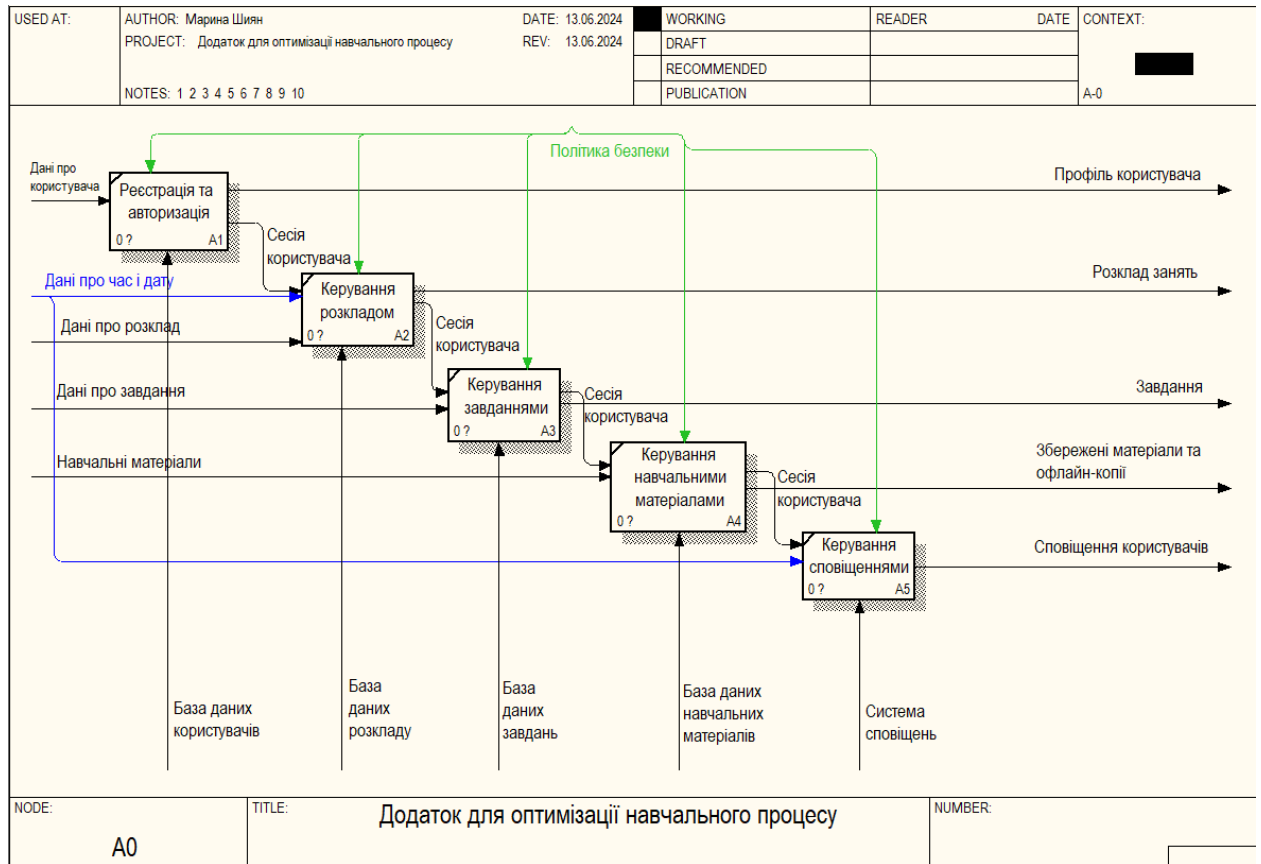 USED AT:
AUTHOR: Марина Шиян
DATE: 13.06.2024
PROJECT: Додаток для оптимізації навчального процесу
REV: 13.06.2024
NOTES: 1 2 3 4 5 6 7 8 9 10
WORKING
DRAFT
RECOMMENDED
PUBLICATION
READER
DATE
CONTEXT:
A-0
Політика безпеки
Дані про
користувача
Реєстрація та
авторизація
0 ?
A1
Профіль користувача
Сесія
користувача
Дані про час і дату
Керування
розкладом
0 ?
A2
Розклад занять
Дані про розклад
Сесія
користувача
Керування
завданнями
0 ?
A3
Дані про завдання
Завдання
Сесія
користувача
Навчальні матеріали
Керування
навчальними
матеріалами
0 ?
A4
Збережені матеріали та
офлайн-копії
Сесія
користувача
Керування
сповіщеннями
0 ?
A5
Сповіщення користувачів
База даних
користувачів
База
даних
розкладу
База
даних
завдань
База даних
навчальних
матеріалів
Система
сповіщень
NODE:
A0
TITLE:
Додаток для оптимізації навчального процесу
NUMBER: